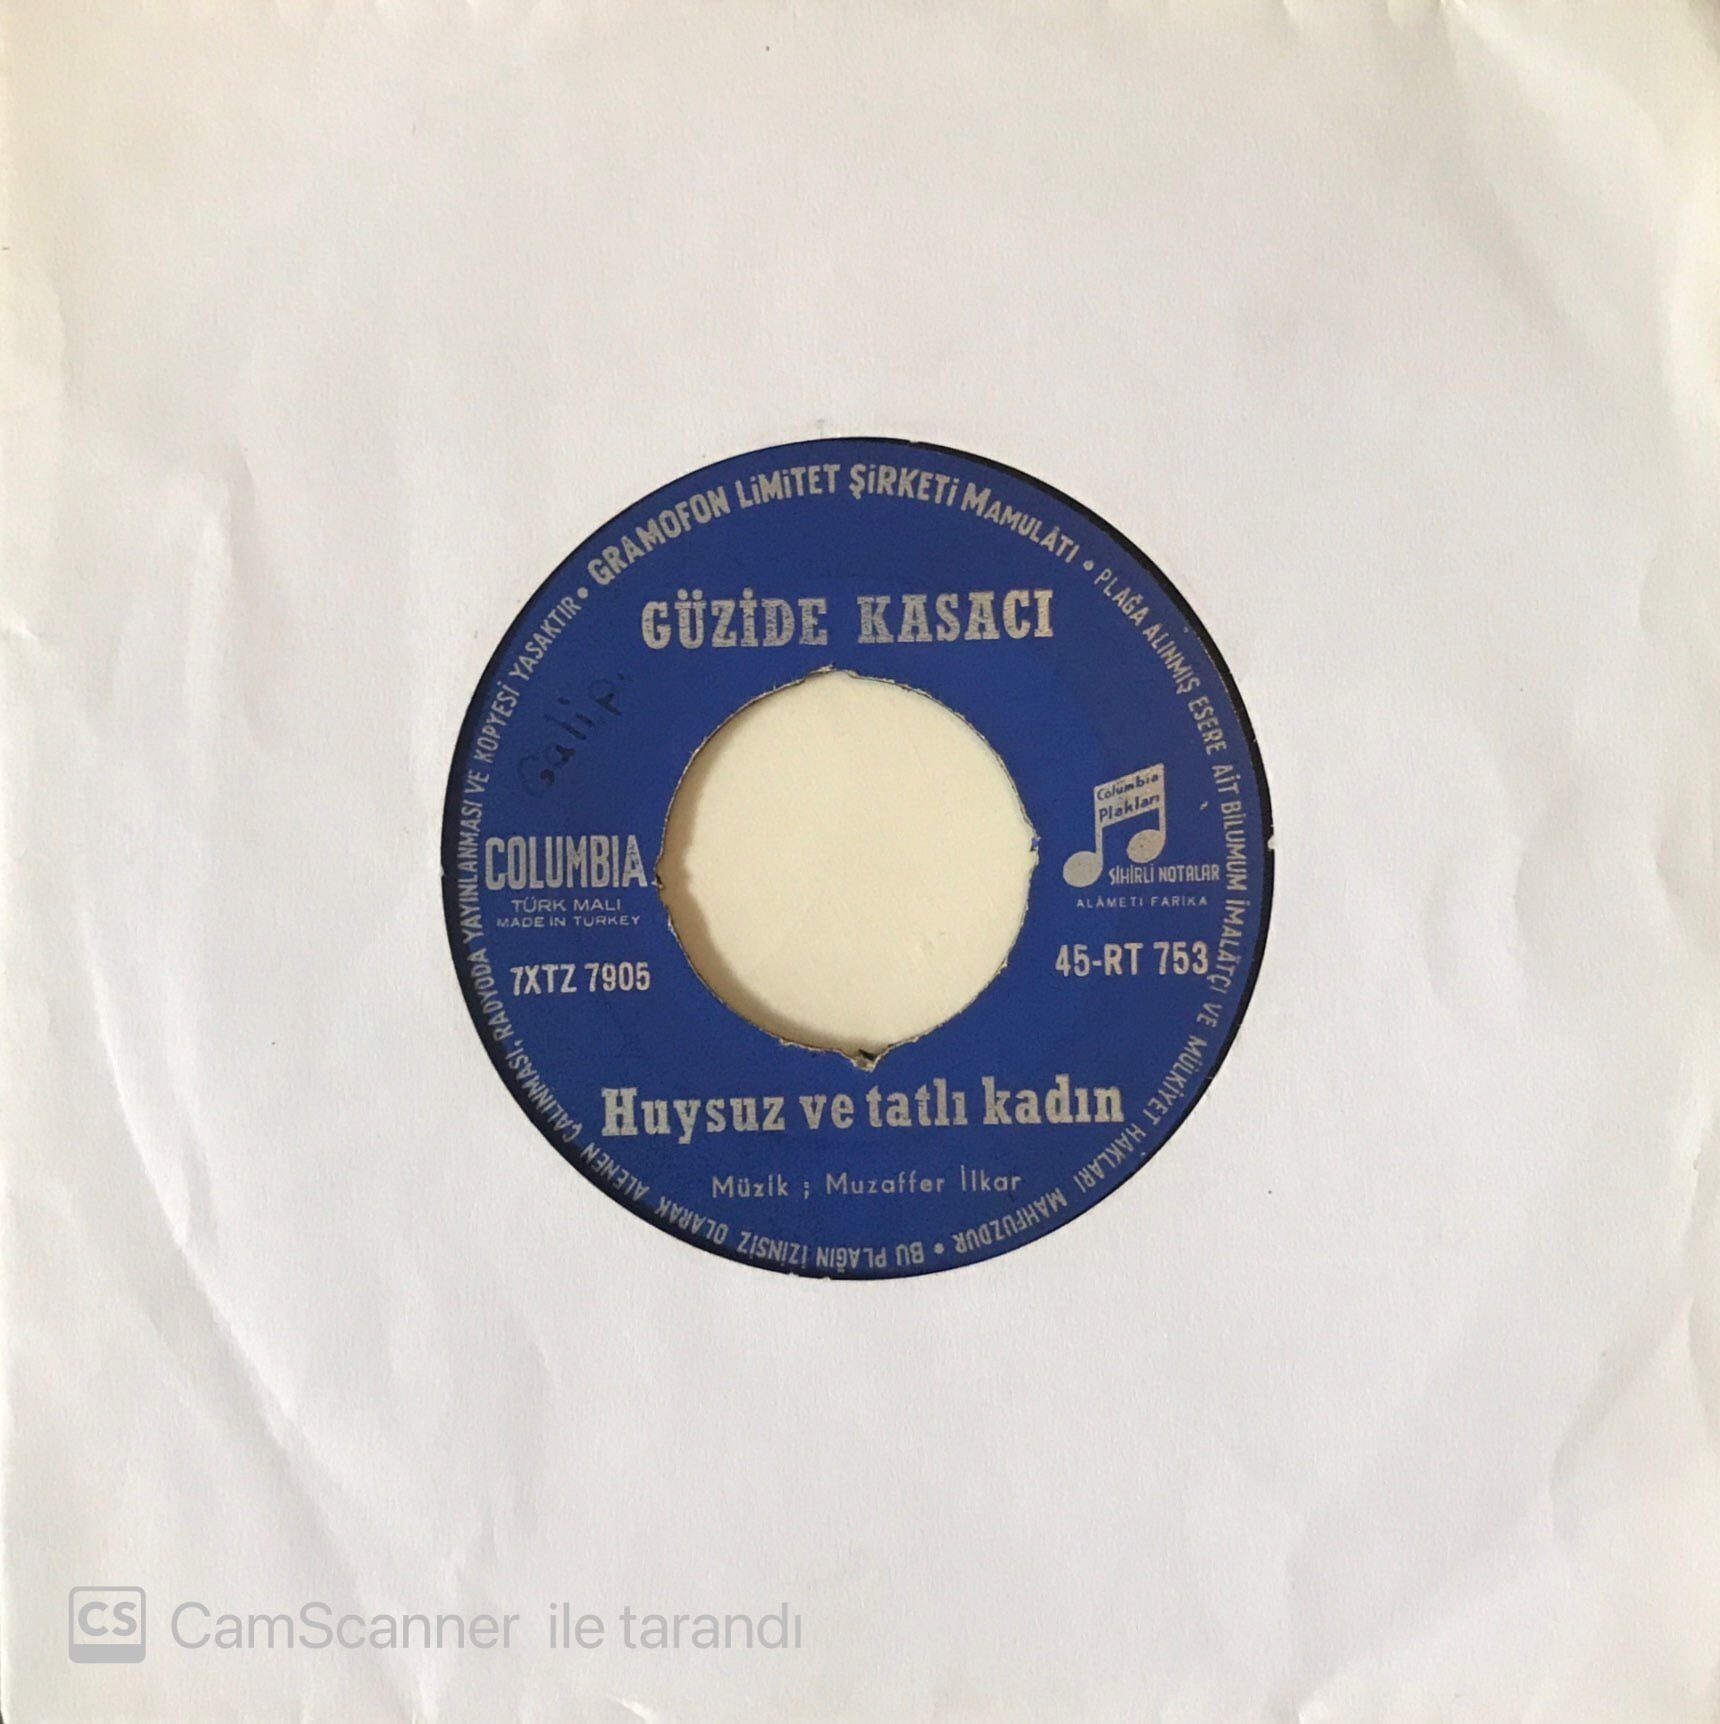 GRAMOFON LİMİTET ŞİRKETİ MAMULÂTI • PLAĞA ALINMIŞ ESERE AİT BİLUMUM İMALÂTÇI VE MÜLKİYET HAKLARI MAHFUZDUR • BU PLAĞIN İZİNSİZ OLARAK ALENEN ÇALINMASI, RADYODA YAYINLANMASI VE KOPYESİ YASAKTIR •
GÜZİDE KASACI
Galip
Columbia
Plakları
COLUMBIA
SİHİRLİ NOTALAR
TÜRK MALI
ALÂMETİ FARİKA
MADE IN TURKEY
7XTZ 7905
45-RT 753
Huysuz ve tatlı kadın
Müzik ; Muzaffer İlkar
CS CamScanner ile tarandı